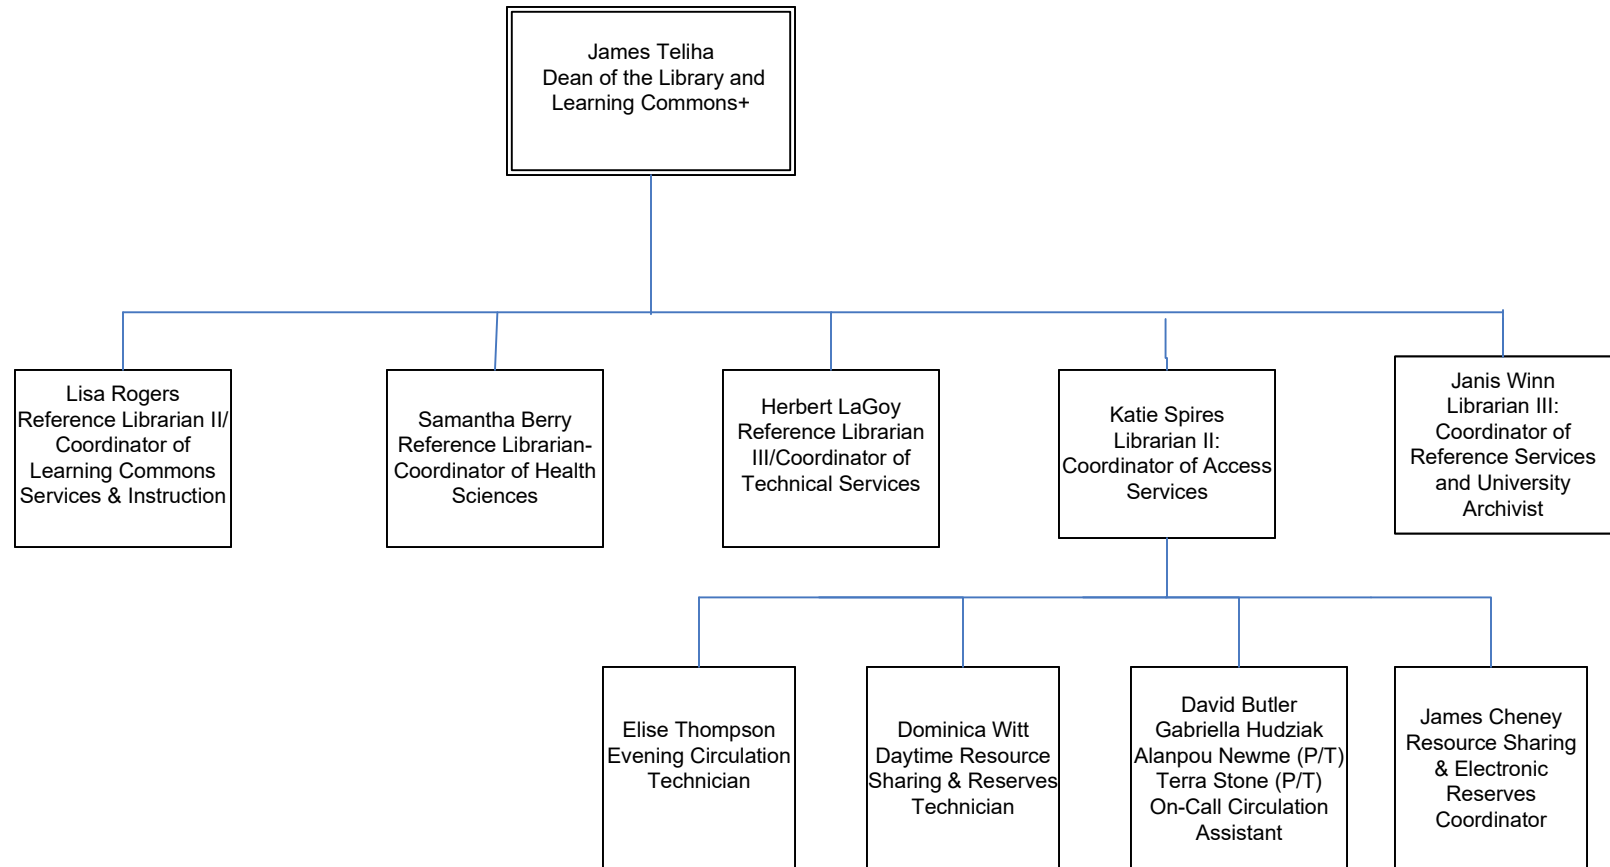 James Teliha
Dean of the Library and
Learning Commons+
Lisa Rogers
Reference Librarian II/
Coordinator of
Learning Commons
Services & Instruction
Samantha Berry
Reference Librarian-
Coordinator of Health
Sciences
Herbert LaGoy
Reference Librarian
III/Coordinator of
Technical Services
Katie Spires
Librarian II:
Coordinator of Access
Services
Janis Winn
Librarian III:
Coordinator of
Reference Services
and University
Archivist
Elise Thompson
Evening Circulation
Technician
Dominica Witt
Daytime Resource
Sharing & Reserves
Technician
David Butler
Gabriella Hudziak
Alanpou Newme (P/T)
Terra Stone (P/T)
On-Call Circulation
Assistant
James Cheney
Resource Sharing
& Electronic
Reserves
Coordinator